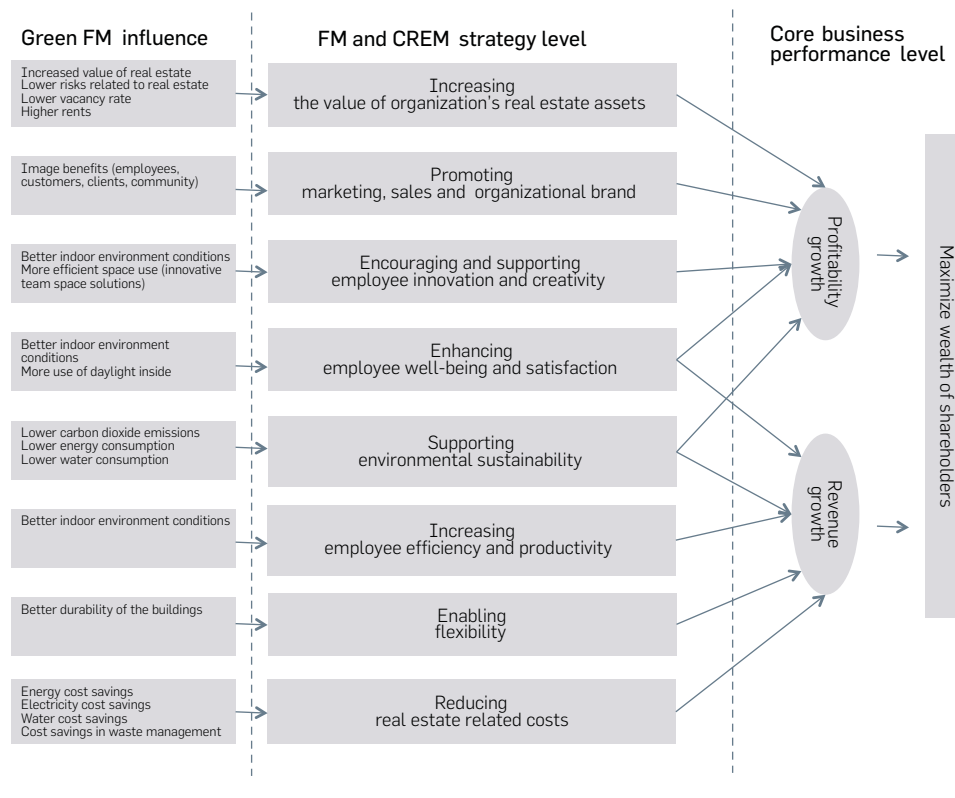 Green FM influence
FM and CREM strategy level
Core business
performance level
Increased value of real estate
Lower risks related to real estate
Lower vacancy rate
Higher rents
Increasing
the value of organization's real estate assets
Image benefits (employees,
customers, clients, community)
Promoting
marketing, sales and organizational brand
Better indoor environment conditions
More efficient space use (innovative
team space solutions)
Encouraging and supporting
employee innovation and creativity
Better indoor environment
conditions
More use of daylight inside
Enhancing
employee well-being and satisfaction
Lower carbon dioxide emissions
Lower energy consumption
Lower water consumption
Supporting
environmental sustainability
Better indoor environment conditions
Increasing
employee efficiency and productivity
Better durability of the buildings
Enabling
flexibility
Energy cost savings
Electricity cost savings
Water cost savings
Cost savings in waste management
Reducing
real estate related costs
Profitability
growth
Revenue
growth
Maximize wealth of shareholders